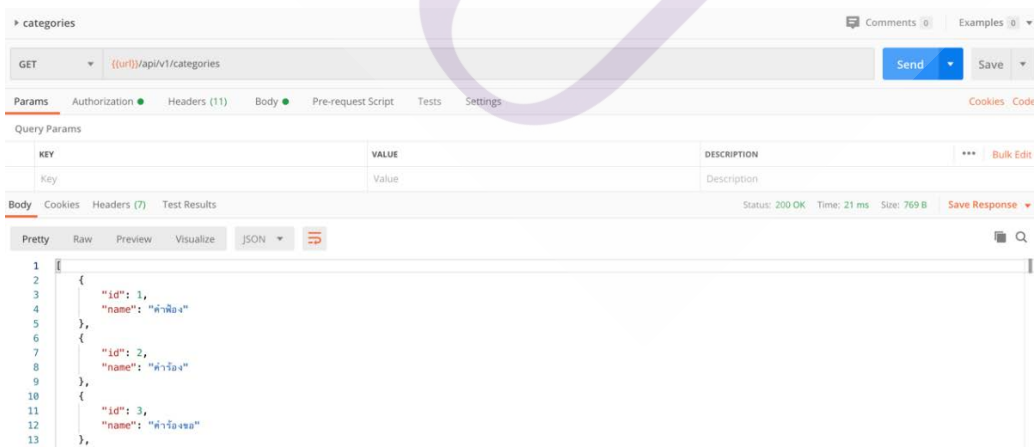 categories Comments 0 Examples 0
GET {{url}}/api/v1/categories Send Save
Params Authorization Headers (11) Body Pre-request Script Tests Settings Cookies Code
Query Params
KEY VALUE DESCRIPTION ••• Bulk Edit
Key Value Description
Body Cookies Headers (7) Test Results Status: 200 OK Time: 21 ms Size: 769 B Save Response
Pretty Raw Preview Visualize JSON
1 [
2 {
3 "id": 1,
4 "name": "คำฟ้อง"
5 },
6 {
7 "id": 2,
8 "name": "คำร้อง"
9 },
10 {
11 "id": 3,
12 "name": "คำร้องขอ"
13 },